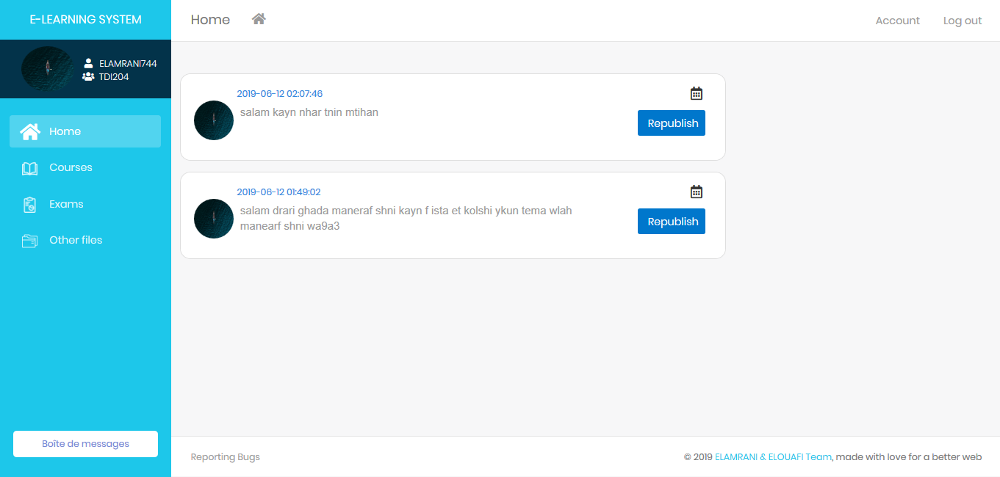 E-LEARNING SYSTEM
Home
Account
Log out
ELAMRANI744
TDI204
Home
Courses
Exams
Other files
Boîte de messages
2019-06-12 02:07:46
salam kayn nhar tnin mtihan
Republish
2019-06-12 01:49:02
salam drari ghada maneraf shni kayn f ista et kolshi ykun tema wlah
manearf shni wa9a3
Republish
Reporting Bugs
© 2019 ELAMRANI & ELOUAFI Team, made with love for a better web